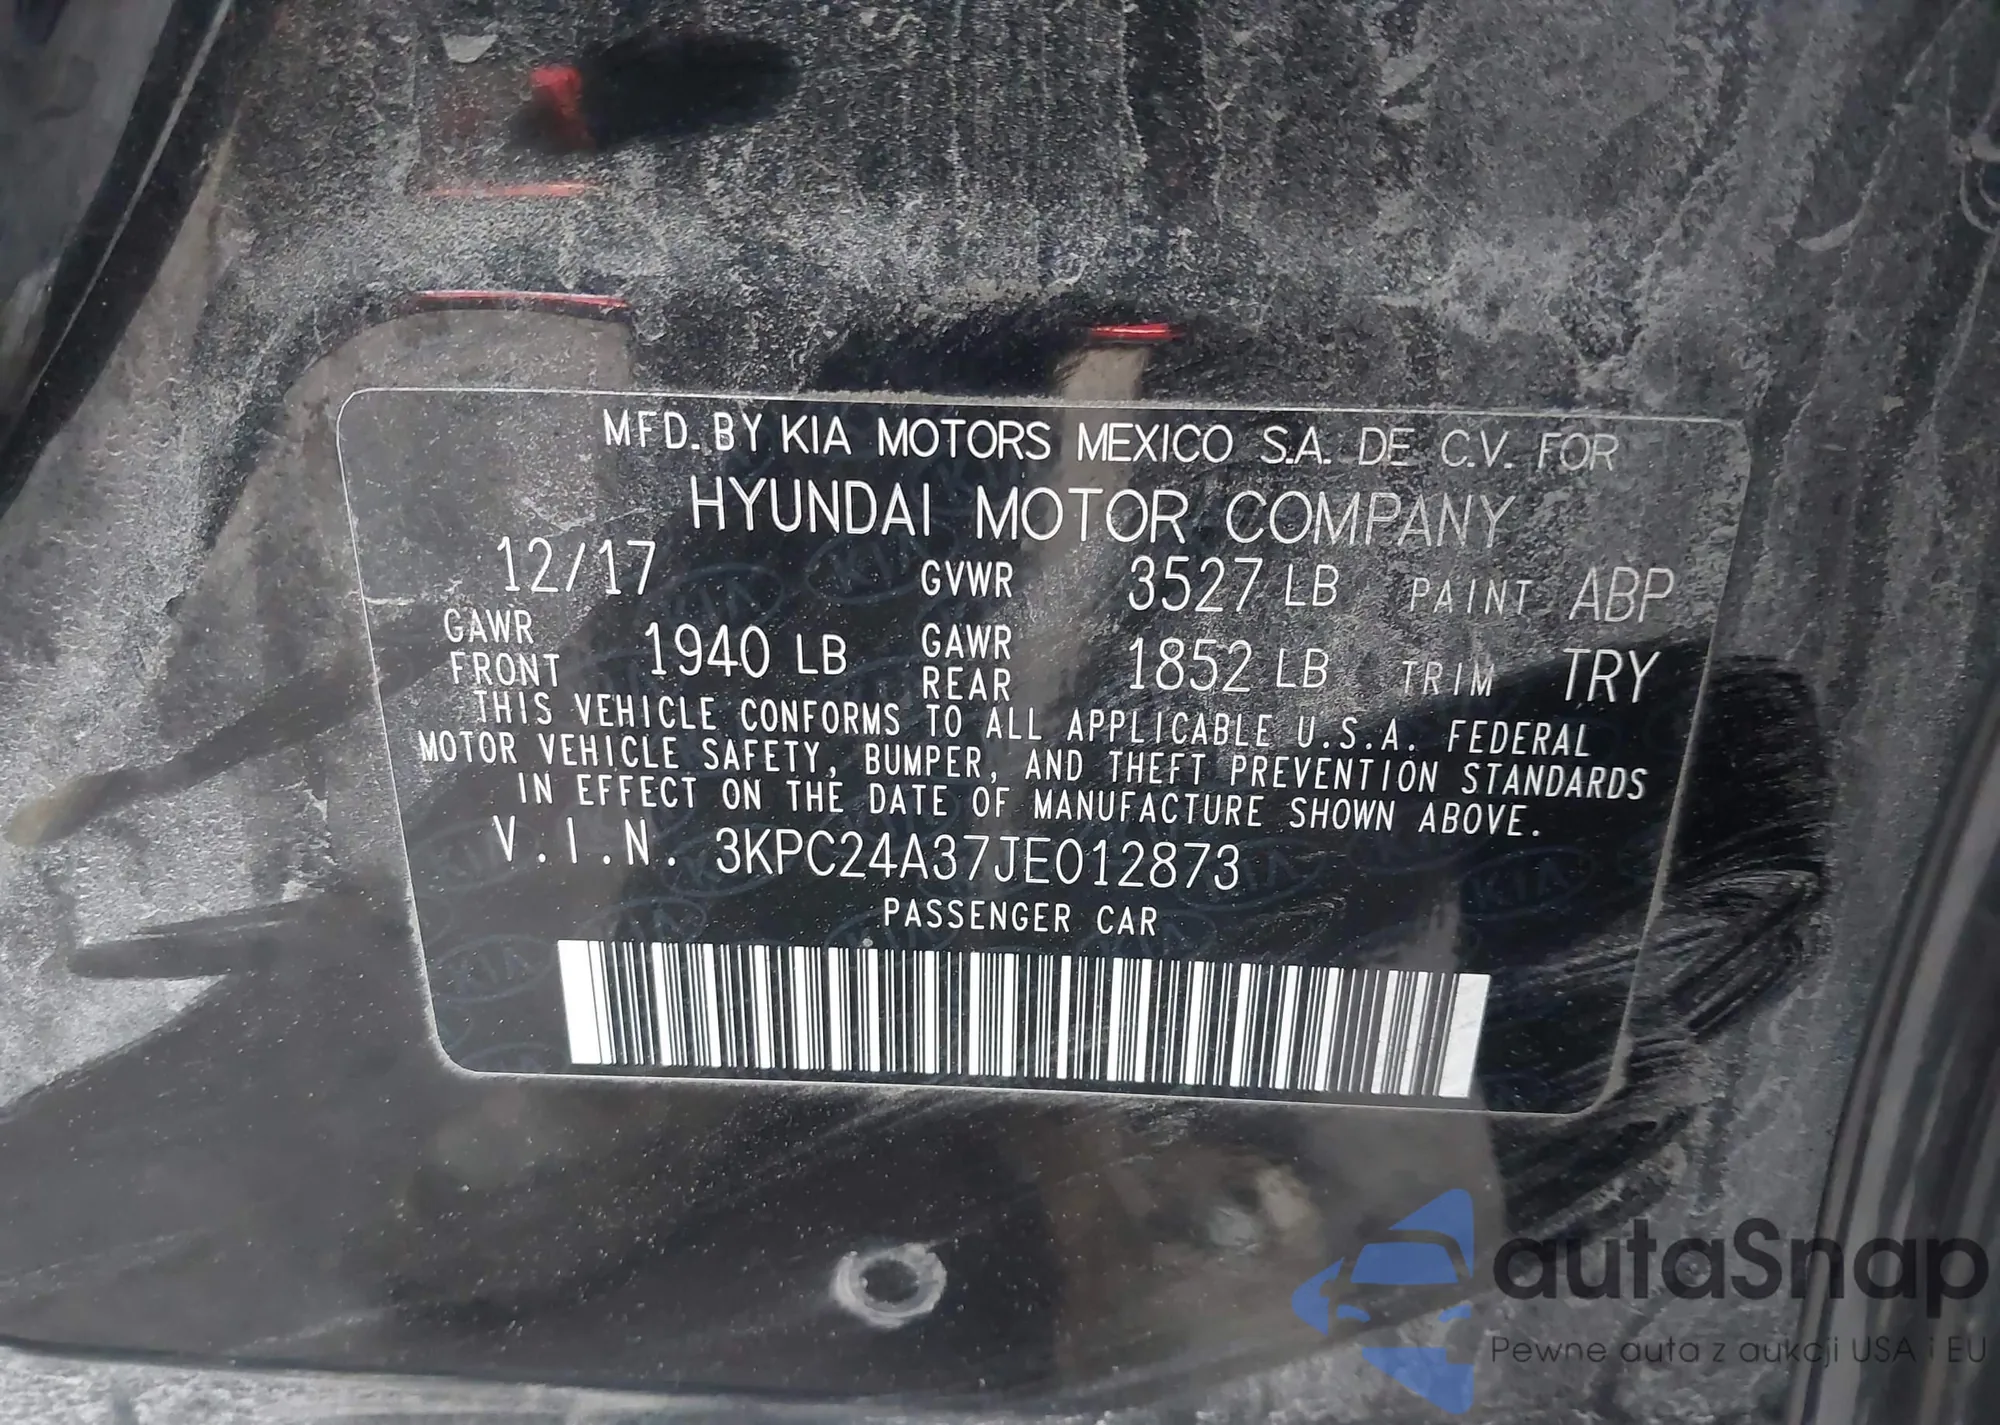 MFD. BY KIA MOTORS MEXICO S.A. DE C.V. FOR
HYUNDAI MOTOR COMPANY
12/17 GVWR 3527 LB PAINT ABP
GAWR FRONT 1940 LB GAWR REAR 1852 LB TRIM TRY
THIS VEHICLE CONFORMS TO ALL APPLICABLE U.S.A. FEDERAL
MOTOR VEHICLE SAFETY, BUMPER, AND THEFT PREVENTION STANDARDS
IN EFFECT ON THE DATE OF MANUFACTURE SHOWN ABOVE.
V.I.N. 3KPC24A37JE012873
PASSENGER CAR
autaSnap
Pewne auta z aukcji USA i EU